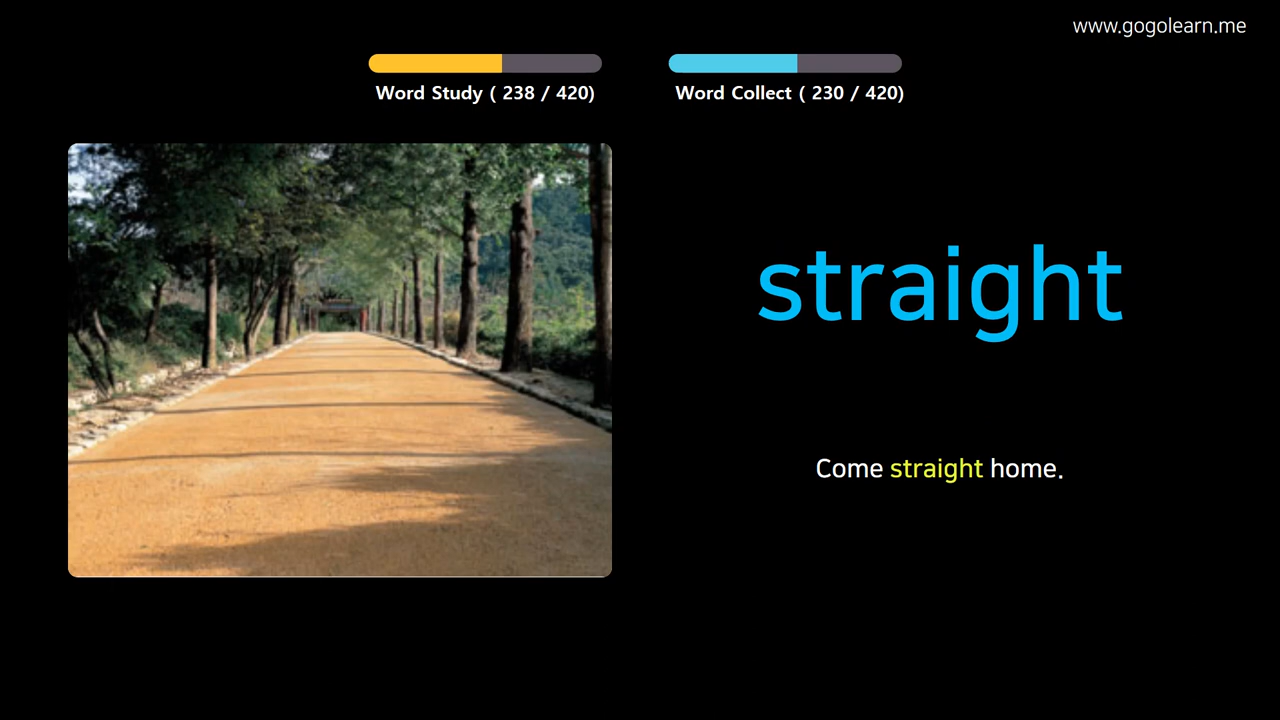 www.gogolearn.me
Word Study ( 238 / 420)
Word Collect ( 230 / 420)
straight
Come straight home.